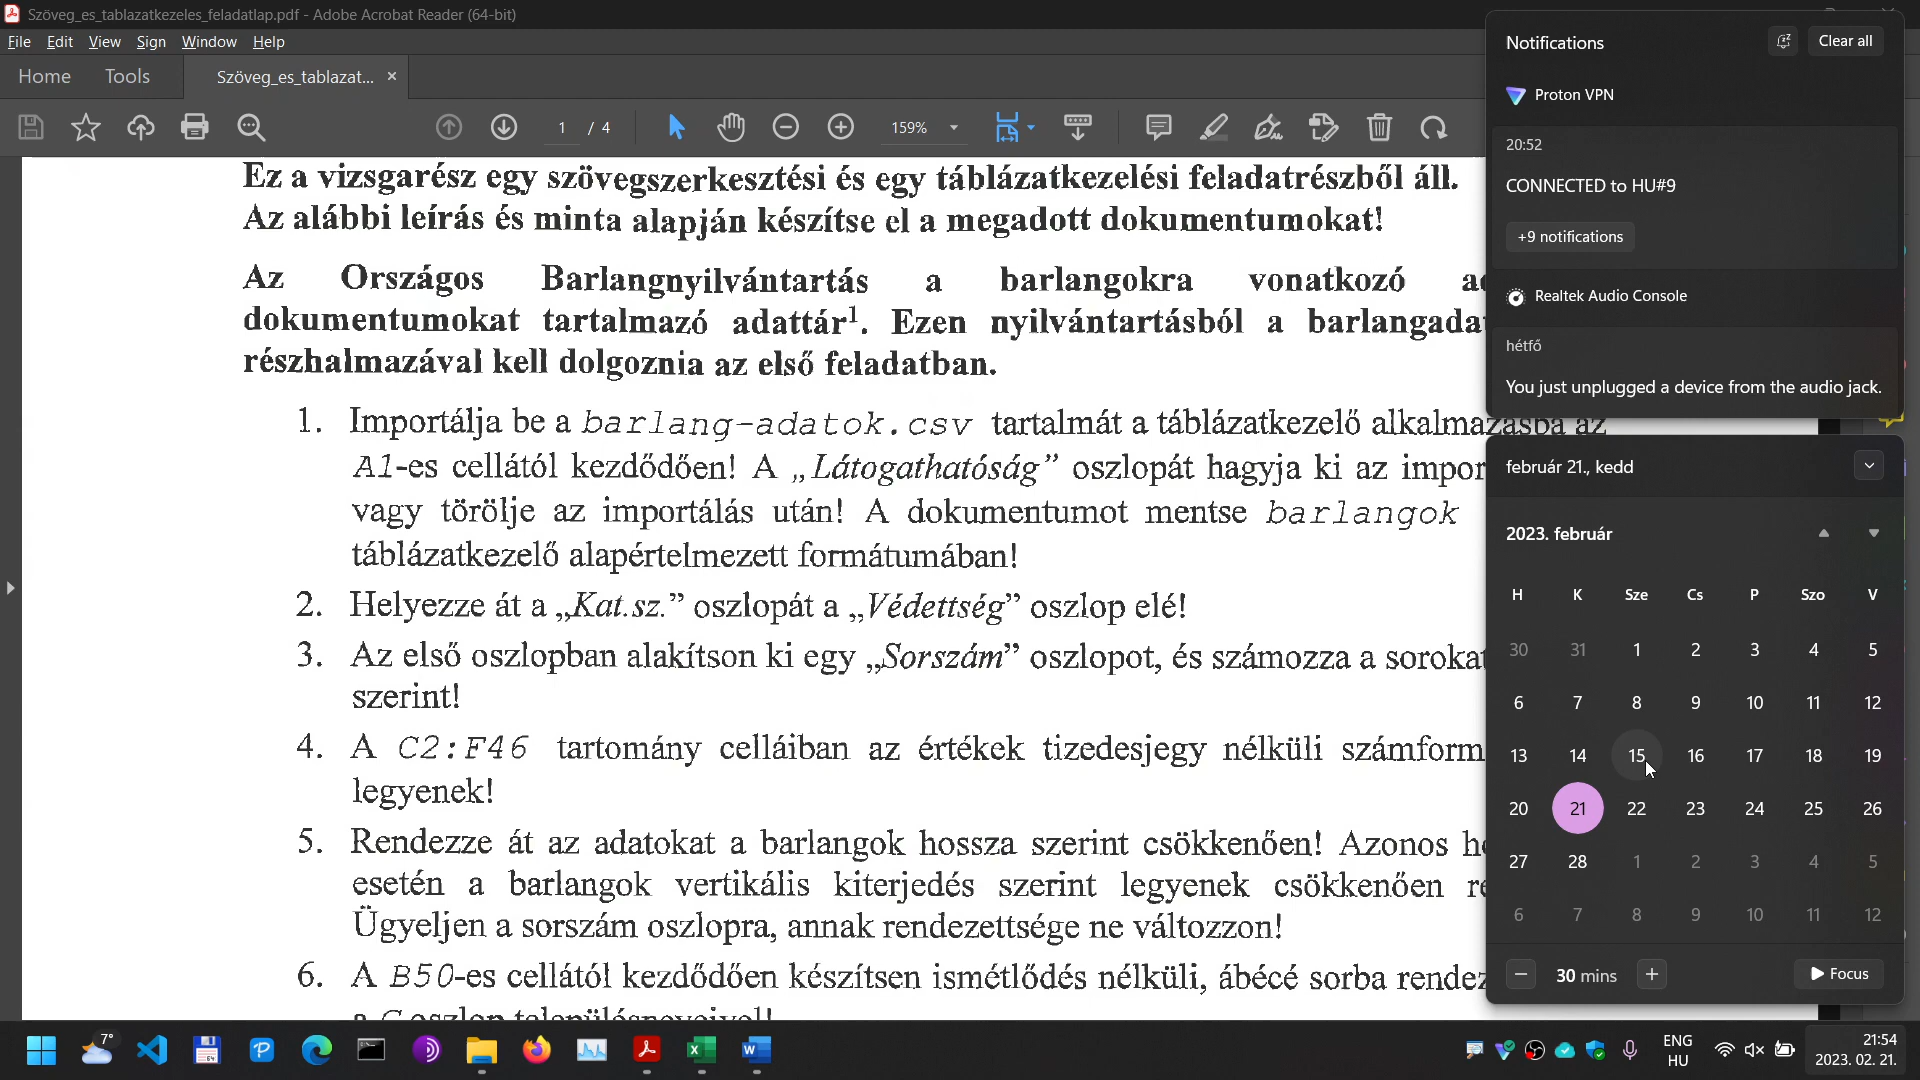 Szöveg_es_tablazatkezeles_feladatlap.pdf - Adobe Acrobat Reader (64-bit)
File Edit View Sign Window Help
Home Tools Szöveg_es_tablazat... ×
1 / 4 159%
Ez a vizsgarész egy szövegszerkesztési és egy táblázatkezelési feladatrészből áll.
Az alábbi leírás és minta alapján készítse el a megadott dokumentumokat!
Az Országos Barlangnyilvántartás a barlangokra vonatkozó
dokumentumokat tartalmazó adattár¹. Ezen nyilvántartásból a
részhalmazával kell dolgoznia az első feladatban.
1. Importálja be a barlang-adatok.csv tartalmát a táblázatkezelő alkalmazásba az
A1-es cellától kezdődően! A „Látogathatóság” oszlopát hagyja ki az
vagy törölje az importálás után! A dokumentumot mentse barlangok
táblázatkezelő alapértelmezett formátumában!
2. Helyezze át a „Kat.sz.” oszlopát a „Védettség” oszlop elé!
3. Az első oszlopban alakítson ki egy „Sorszám” oszlopot, és számozza a sorokat
szerint!
4. A C2:F46 tartomány celláiban az értékek tizedesjegy nélküli
legyenek!
5. Rendezze át az adatokat a barlangok hossza szerint csökkenően! Azonos
esetén a barlangok vertikális kiterjedés szerint legyenek csökkenően
Ügyeljen a sorszám oszlopra, annak rendezettsége ne változzon!
6. A B50-es cellától kezdődően készítsen ismétlődés nélküli, ábécé sorba
Notifications Clear all
Proton VPN
20:52
CONNECTED to HU#9
+9 notifications
Realtek Audio Console
hétfő
You just unplugged a device from the audio jack.
február 21., kedd
2023. február
H K Sze Cs P Szo V
30 31 1 2 3 4 5
6 7 8 9 10 11 12
13 14 15 16 17 18 19
20 21 22 23 24 25 26
27 28 1 2 3 4 5
6 7 8 9 10 11 12
30 mins Focus
7°
ENG
HU
21:54
2023. 02. 21.